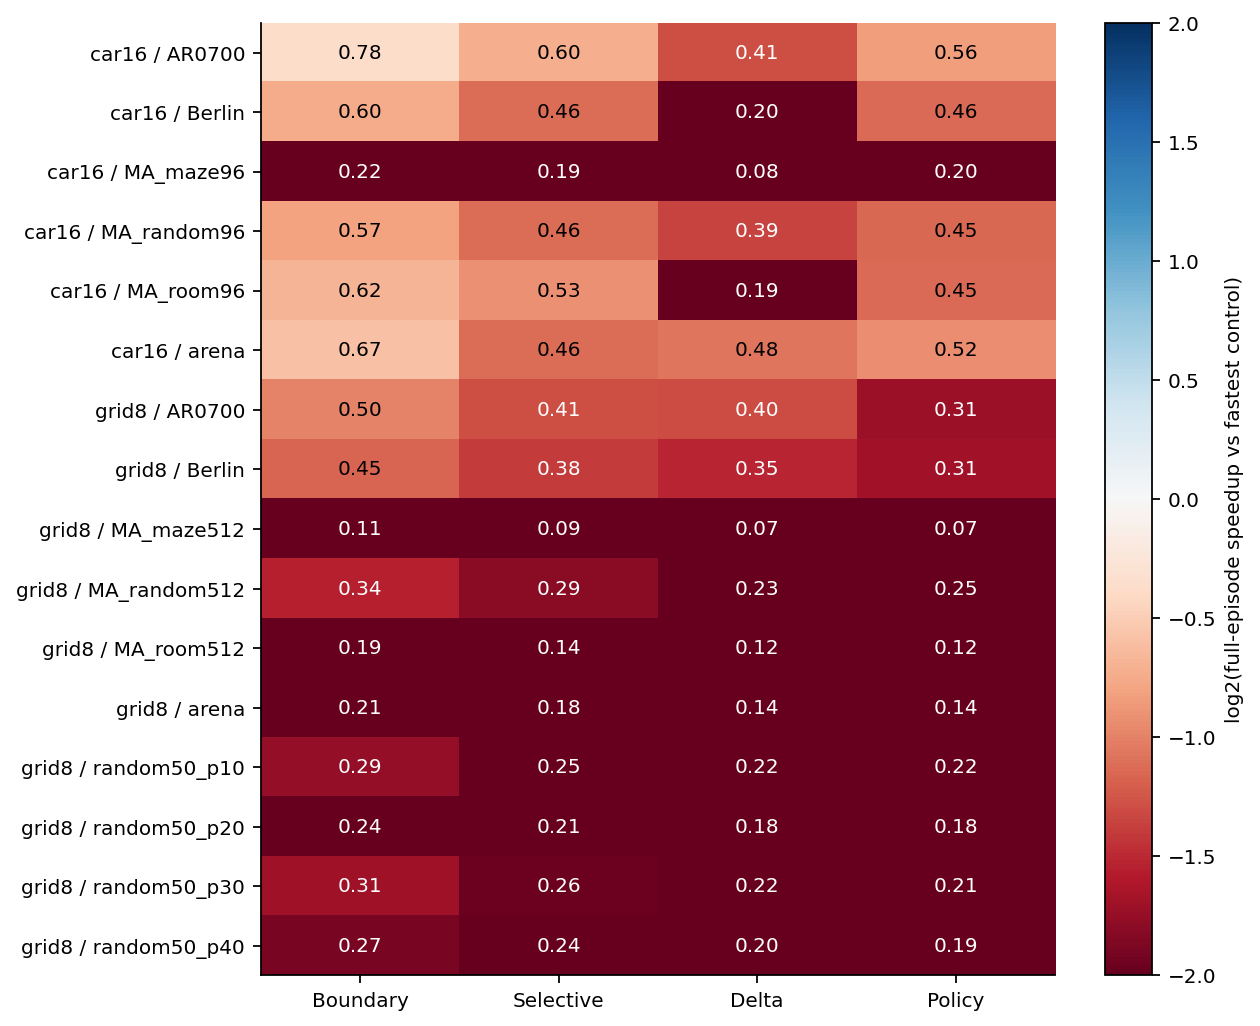 car16 / AR0700 0.78 0.60 0.41 0.56
car16 / Berlin 0.60 0.46 0.20 0.46
car16 / MA_maze96 0.22 0.19 0.08 0.20
car16 / MA_random96 0.57 0.46 0.39 0.45
car16 / MA_room96 0.62 0.53 0.19 0.45
car16 / arena 0.67 0.46 0.48 0.52
grid8 / AR0700 0.50 0.41 0.40 0.31
grid8 / Berlin 0.45 0.38 0.35 0.31
grid8 / MA_maze512 0.11 0.09 0.07 0.07
grid8 / MA_random512 0.34 0.29 0.23 0.25
grid8 / MA_room512 0.19 0.14 0.12 0.12
grid8 / arena 0.21 0.18 0.14 0.14
grid8 / random50_p10 0.29 0.25 0.22 0.22
grid8 / random50_p20 0.24 0.21 0.18 0.18
grid8 / random50_p30 0.31 0.26 0.22 0.21
grid8 / random50_p40 0.27 0.24 0.20 0.19
Boundary Selective Delta Policy
2.0
1.5
1.0
0.5
0.0
−0.5
−1.0
−1.5
−2.0
log2(full-episode speedup vs fastest control)